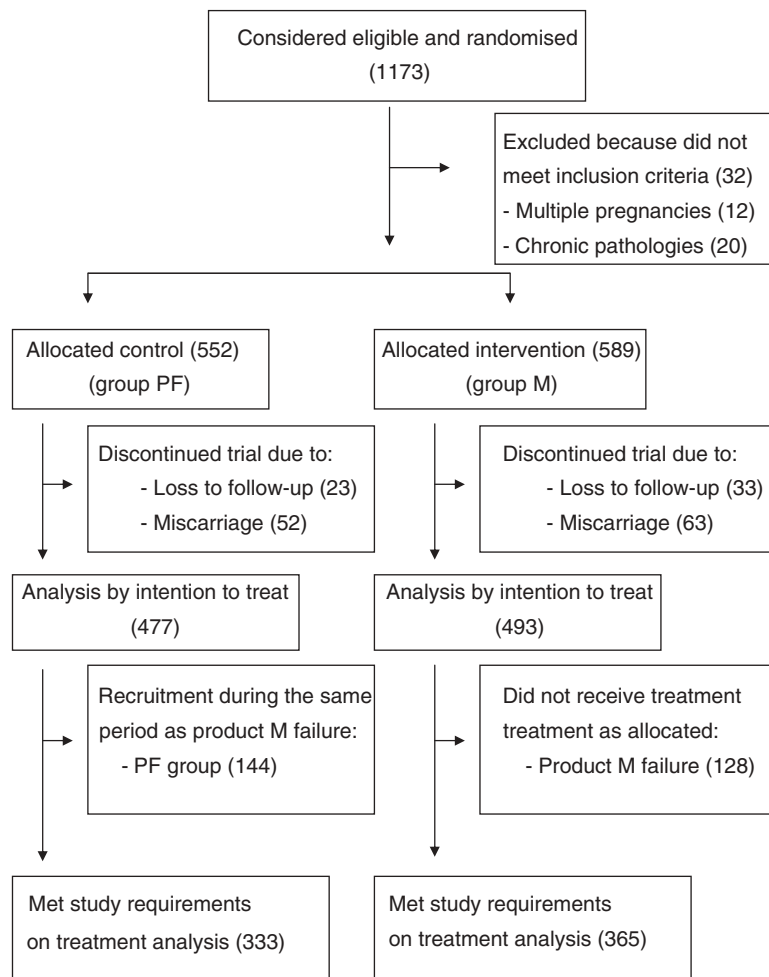 Considered eligible and randomised
(1173)
Excluded because did not
meet inclusion criteria (32)
- Multiple pregnancies (12)
- Chronic pathologies (20)
Allocated control (552)
(group PF)
Allocated intervention (589)
(group M)
Discontinued trial due to:
- Loss to follow-up (23)
- Miscarriage (52)
Discontinued trial due to:
- Loss to follow-up (33)
- Miscarriage (63)
Analysis by intention to treat
(477)
Analysis by intention to treat
(493)
Recruitment during the same
period as product M failure:
- PF group (144)
Did not receive treatment
treatment as allocated:
- Product M failure (128)
Met study requirements
on treatment analysis (333)
Met study requirements
on treatment analysis (365)